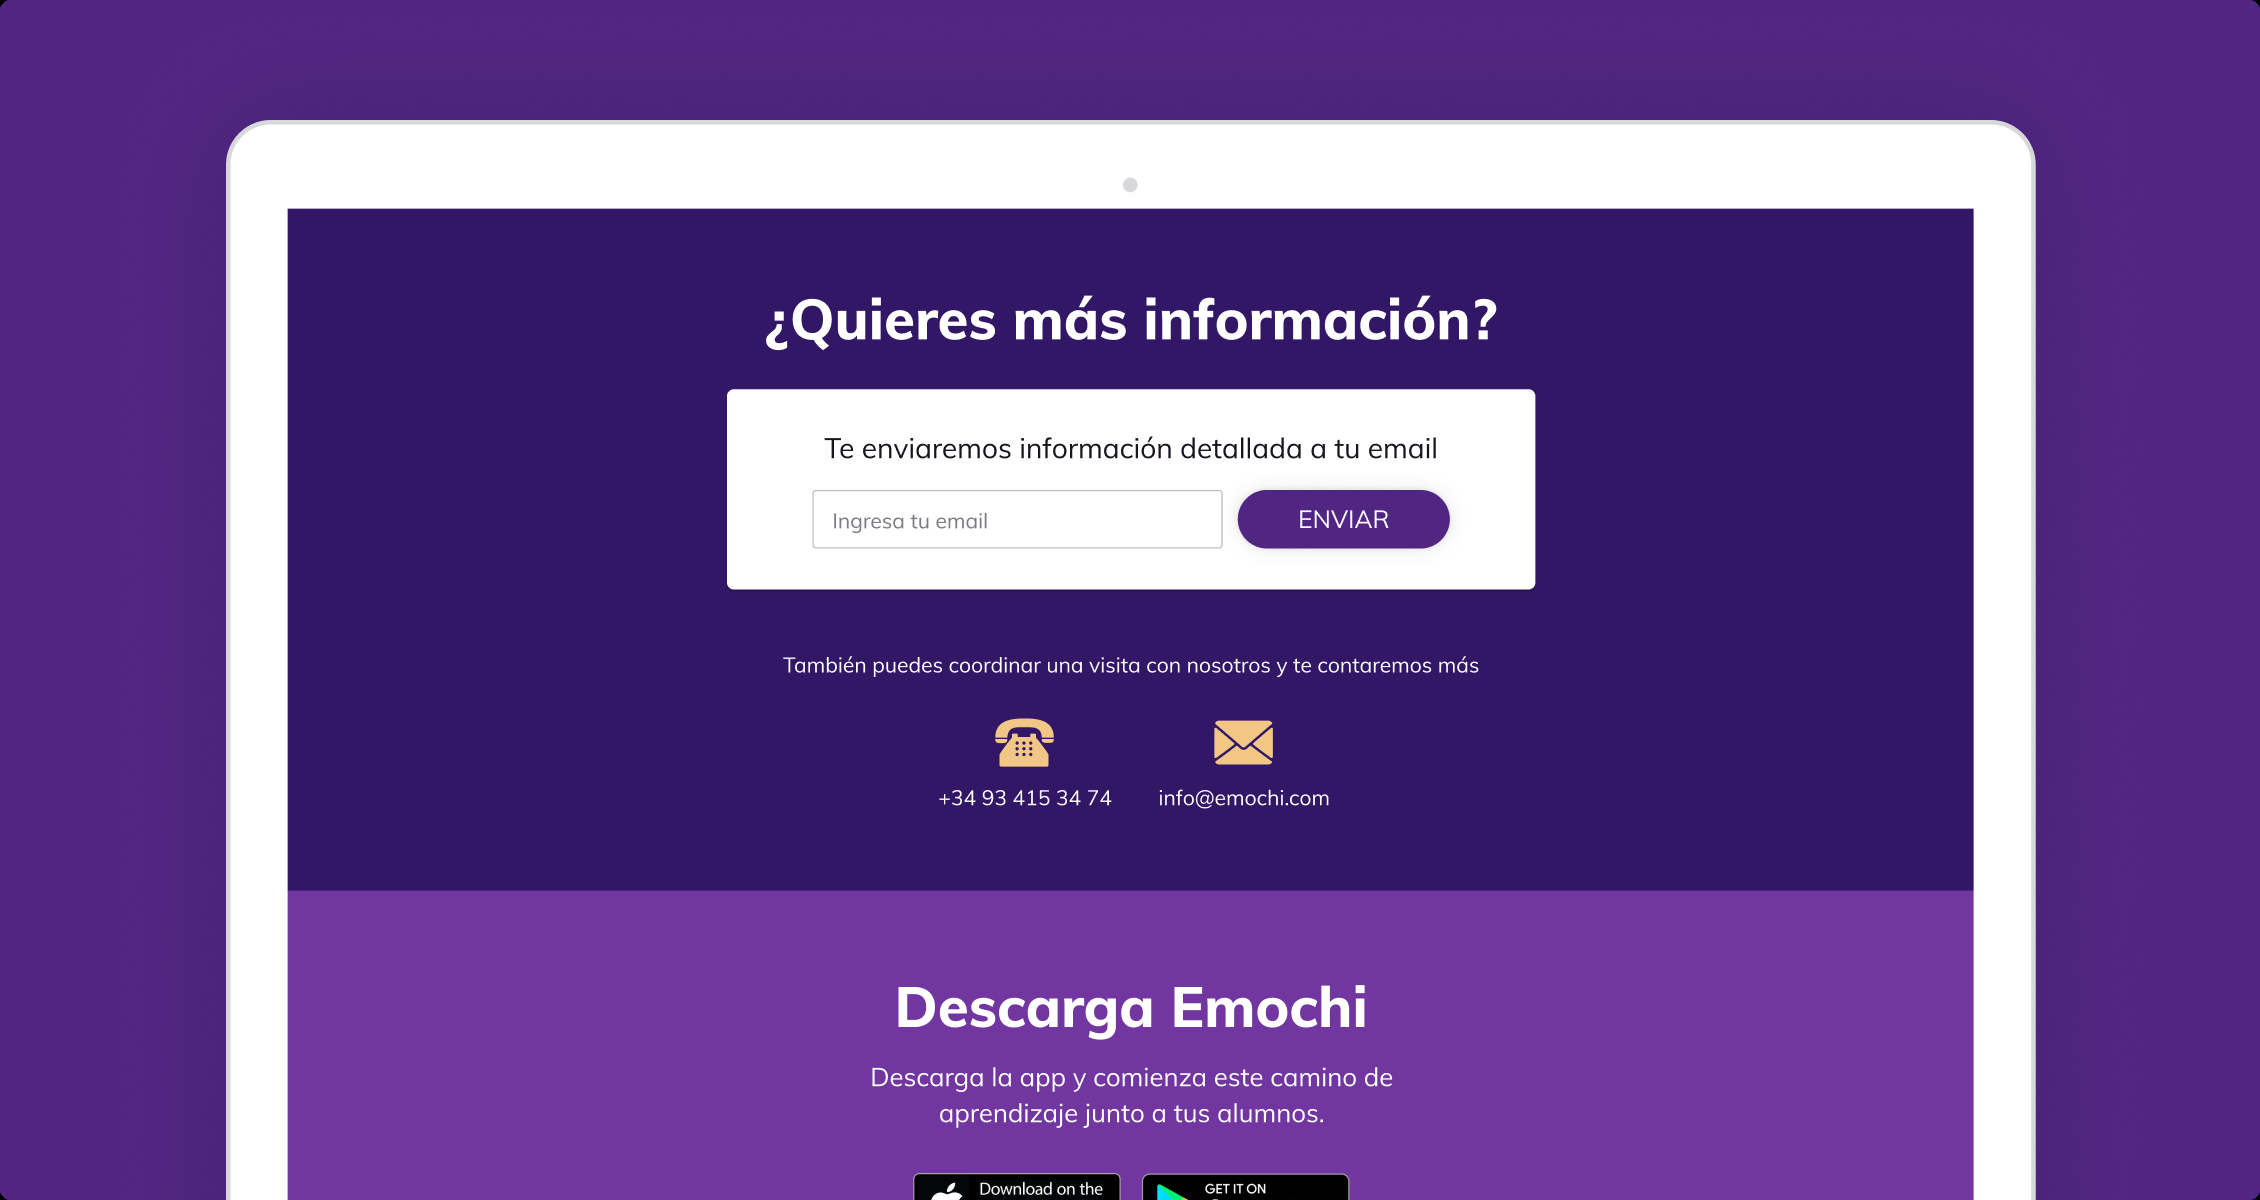 ¿Quieres más información?
Te enviaremos información detallada a tu email
Ingresa tu email
ENVIAR
También puedes coordinar una visita con nosotros y te contaremos más
+34 93 415 34 74
info@emochi.com
Descarga Emochi
Descarga la app y comienza este camino de
aprendizaje junto a tus alumnos.
Download on the
GET IT ON